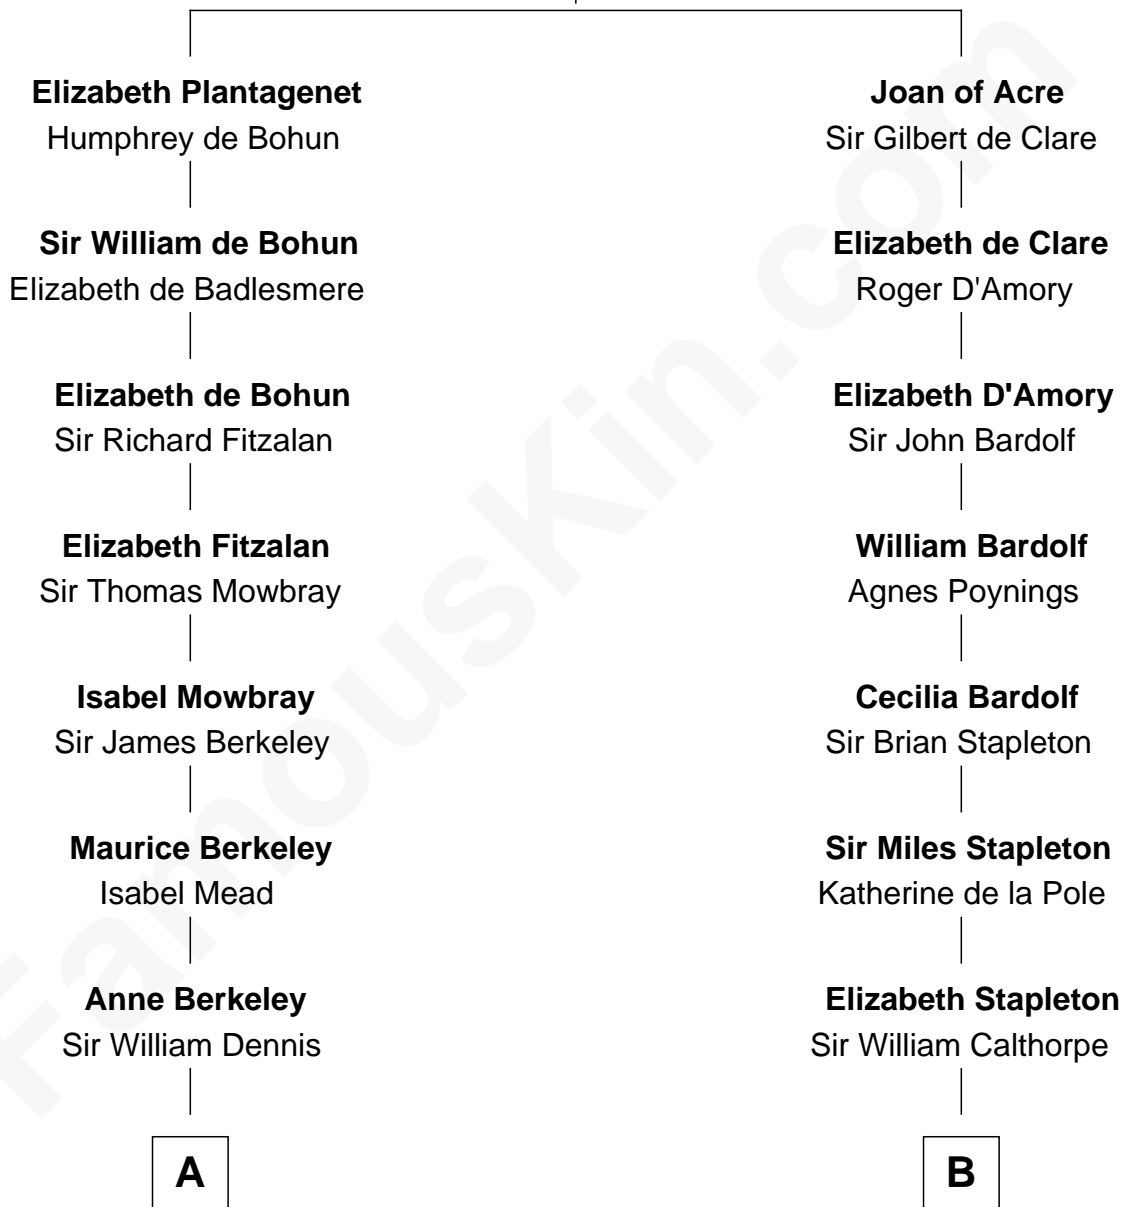 Elizabeth Plantagenet
Humphrey de Bohun
Sir William de Bohun
Elizabeth de Badlesmere
Elizabeth de Bohun
Sir Richard Fitzalan
Elizabeth Fitzalan
Sir Thomas Mowbray
Isabel Mowbray
Sir James Berkeley
Maurice Berkeley
Isabel Mead
Anne Berkeley
Sir William Dennis
A
Joan of Acre
Sir Gilbert de Clare
Elizabeth de Clare
Roger D'Amory
Elizabeth D'Amory
Sir John Bardolf
William Bardolf
Agnes Poynings
Cecilia Bardolf
Sir Brian Stapleton
Sir Miles Stapleton
Katherine de la Pole
Elizabeth Stapleton
Sir William Calthorpe
B
FamousKin.com